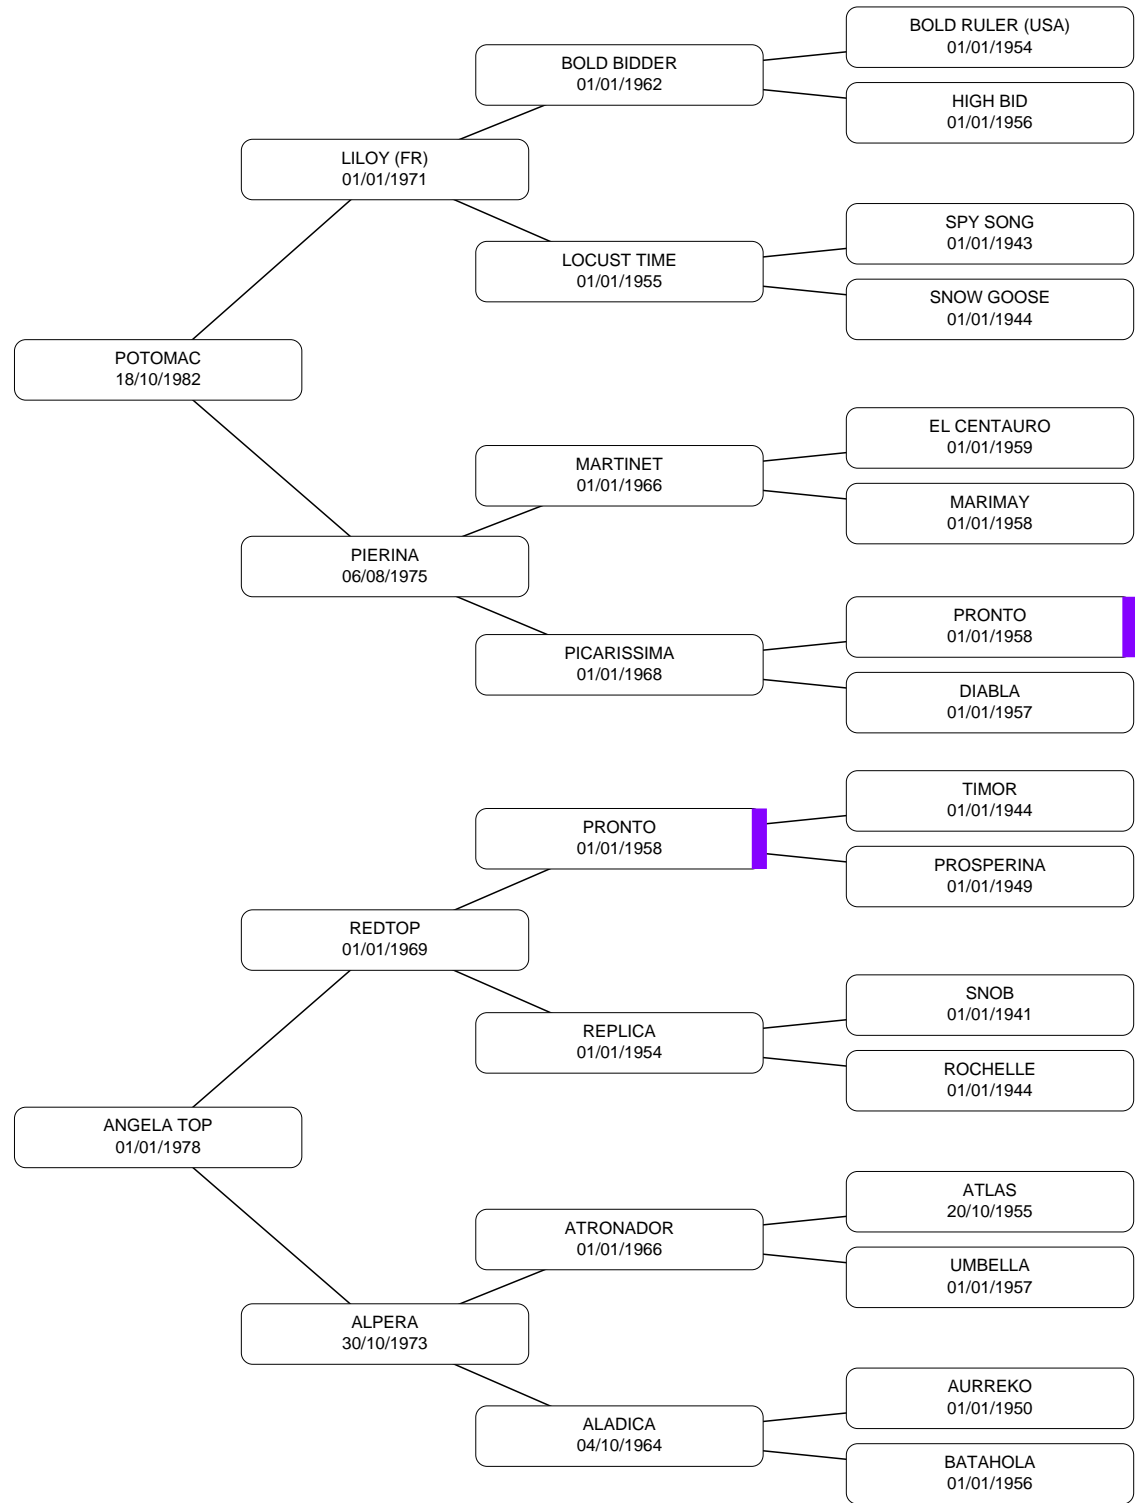 BOLD RULER (USA)
01/01/1954
BOLD BIDDER
01/01/1962
HIGH BID
01/01/1956
LILOY (FR)
01/01/1971
SPY SONG
01/01/1943
LOCUST TIME
01/01/1955
SNOW GOOSE
01/01/1944
POTOMAC
18/10/1982
EL CENTAURO
01/01/1959
MARTINET
01/01/1966
MARIMAY
01/01/1958
PIERINA
06/08/1975
PRONTO
01/01/1958
PICARISSIMA
01/01/1968
DIABLA
01/01/1957
TIMOR
01/01/1944
PRONTO
01/01/1958
PROSPERINA
01/01/1949
REDTOP
01/01/1969
SNOB
01/01/1941
REPLICA
01/01/1954
ROCHELLE
01/01/1944
ANGELA TOP
01/01/1978
ATLAS
20/10/1955
ATRONADOR
01/01/1966
UMBELLA
01/01/1957
ALPERA
30/10/1973
AURREKO
01/01/1950
ALADICA
04/10/1964
BATAHOLA
01/01/1956